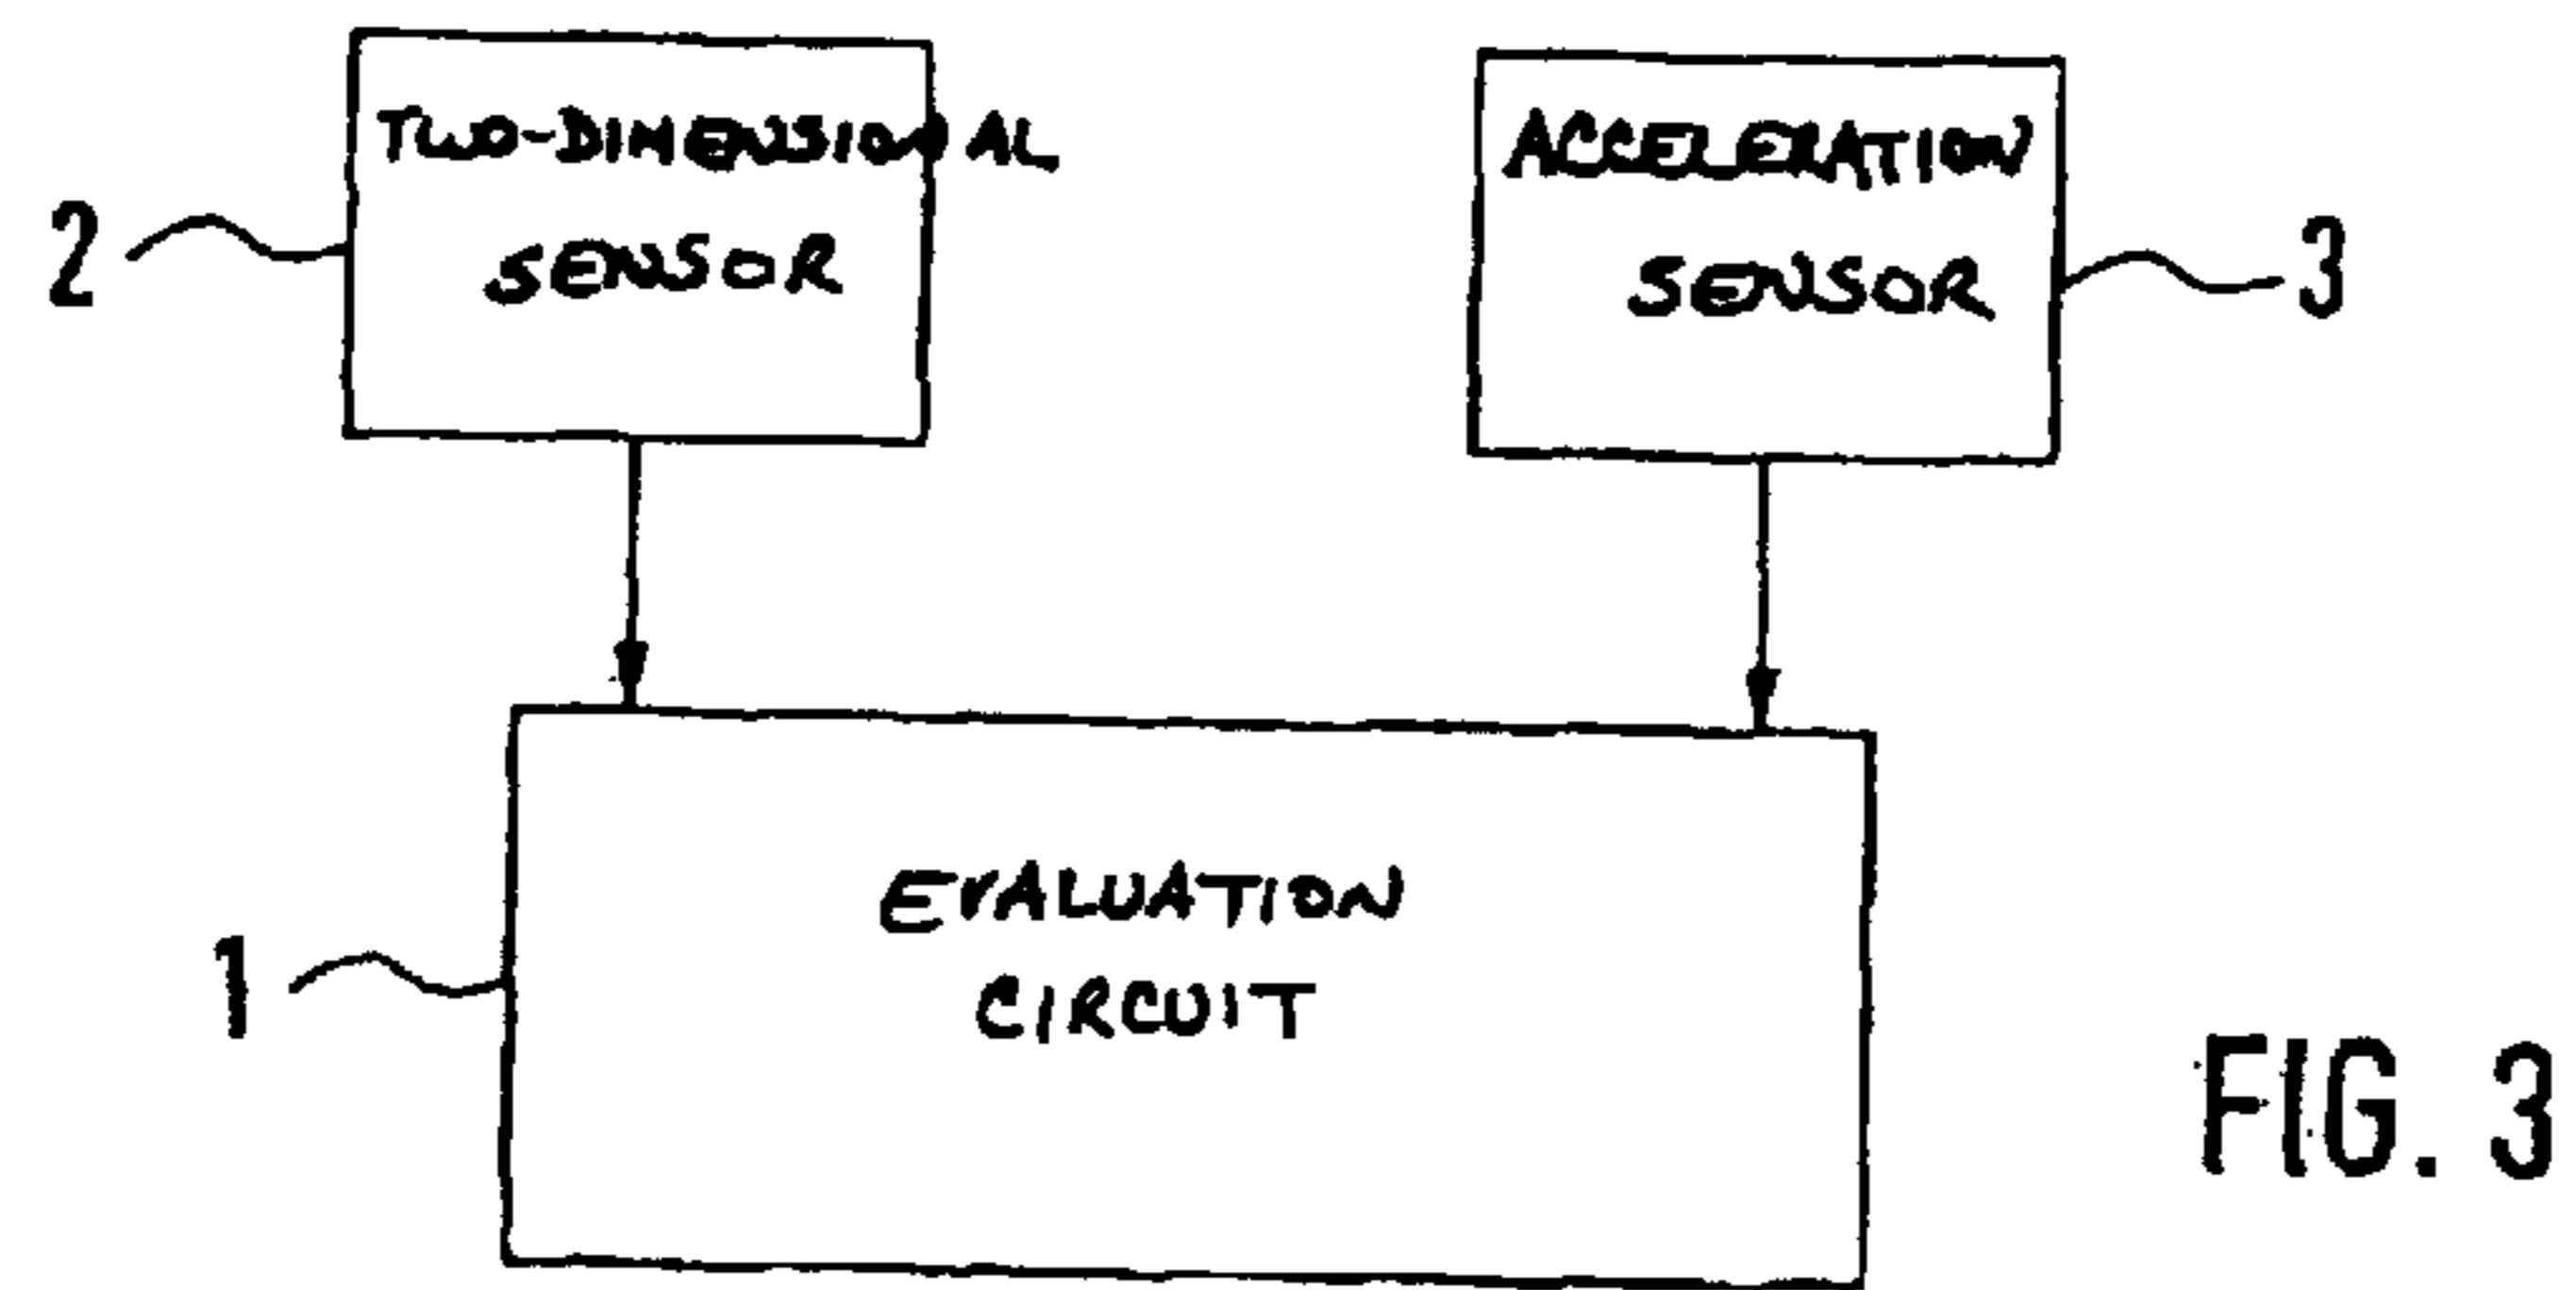 TWO-DIMENSIONAL
SENSOR
2
ACCELERATION
SENSOR
3
EVALUATION
CIRCUIT
1
FIG. 3